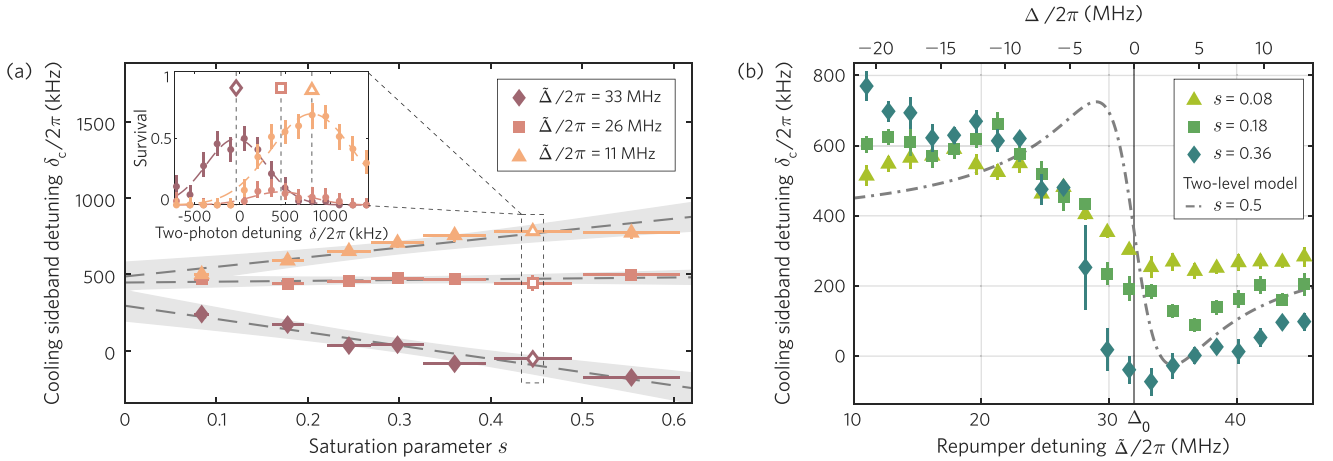 (a)
Cooling sideband detuning δ_c/2π (kHz)
1500
1000
500
0
0 0.1 0.2 0.3 0.4 0.5 0.6
Saturation parameter s
Survival
1
0.5
0
-500 0 500 1000
Two-photon detuning δ/2π (kHz)
Δ̃/2π = 33 MHz
Δ̃/2π = 26 MHz
Δ̃/2π = 11 MHz
(b)
Δ/2π (MHz)
−20 −15 −10 −5 0 5 10
Cooling sideband detuning δ_c/2π (kHz)
800
600
400
200
0
s = 0.08
s = 0.18
s = 0.36
Two-level model
s = 0.5
10 20 30 Δ₀ 40
Repumper detuning Δ̃/2π (MHz)